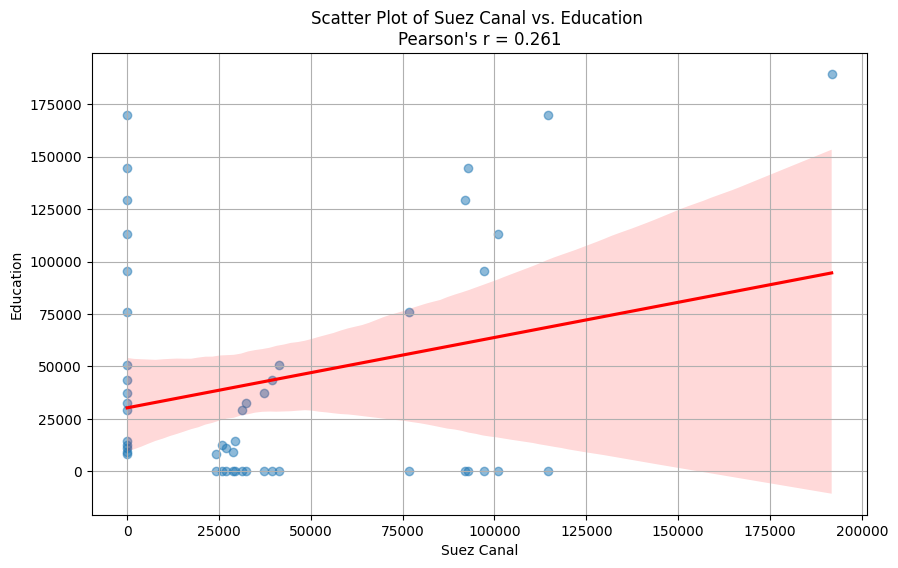 Scatter Plot of Suez Canal vs. Education
Pearson's r = 0.261
175000
150000
125000
100000
75000
50000
25000
0
Education
0 25000 50000 75000 100000 125000 150000 175000 200000
Suez Canal